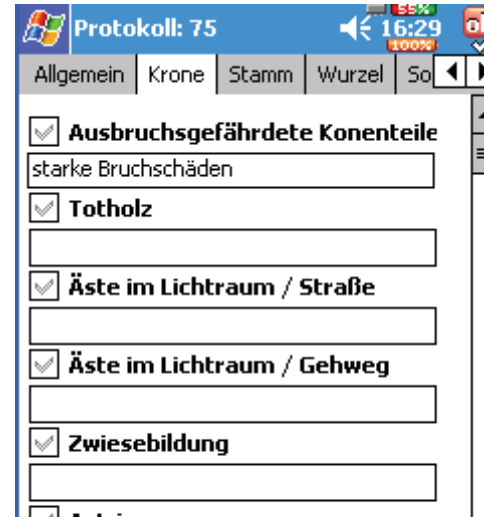 Protokoll: 75
55%
16:29
100%
Allgemein Krone Stamm Wurzel So
Ausbruchsgefährdete Konenteile
starke Bruchschäden
Totholz
Äste im Lichtraum / Straße
Äste im Lichtraum / Gehweg
Zwiesebildung